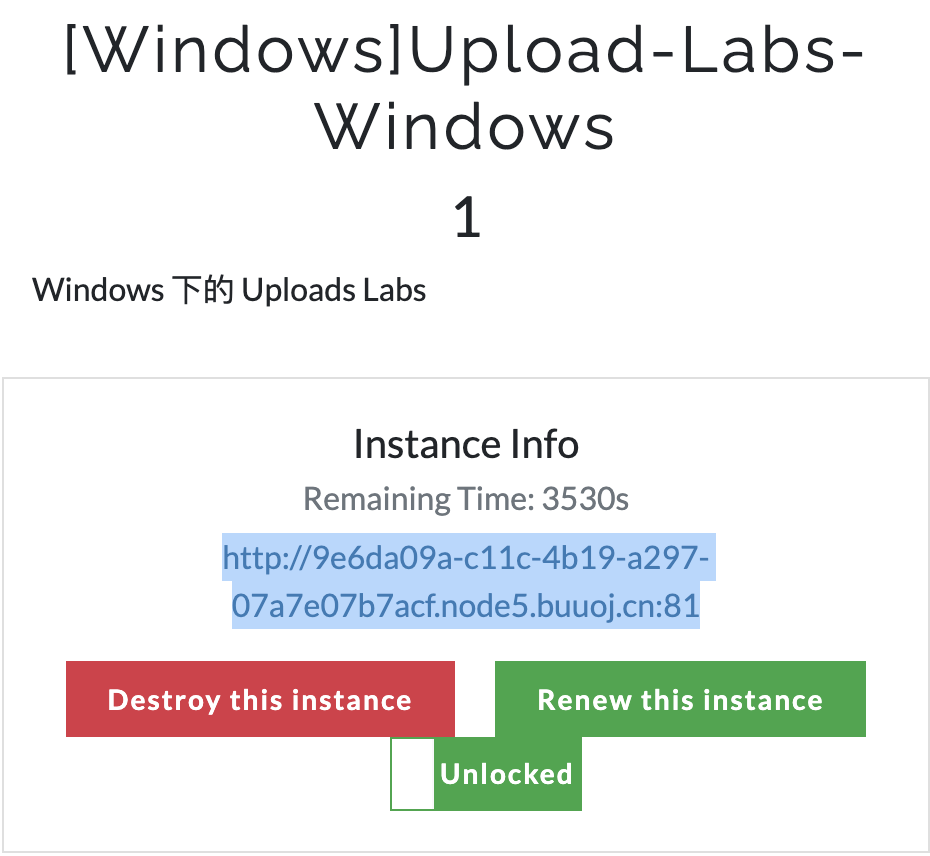 [Windows]Upload-Labs-
Windows
1
Windows 下的 Uploads Labs
Instance Info
Remaining Time: 3530s
http://9e6da09a-c11c-4b19-a297-
07a7e07b7acf.node5.buuoj.cn:81
Destroy this instance
Renew this instance
Unlocked